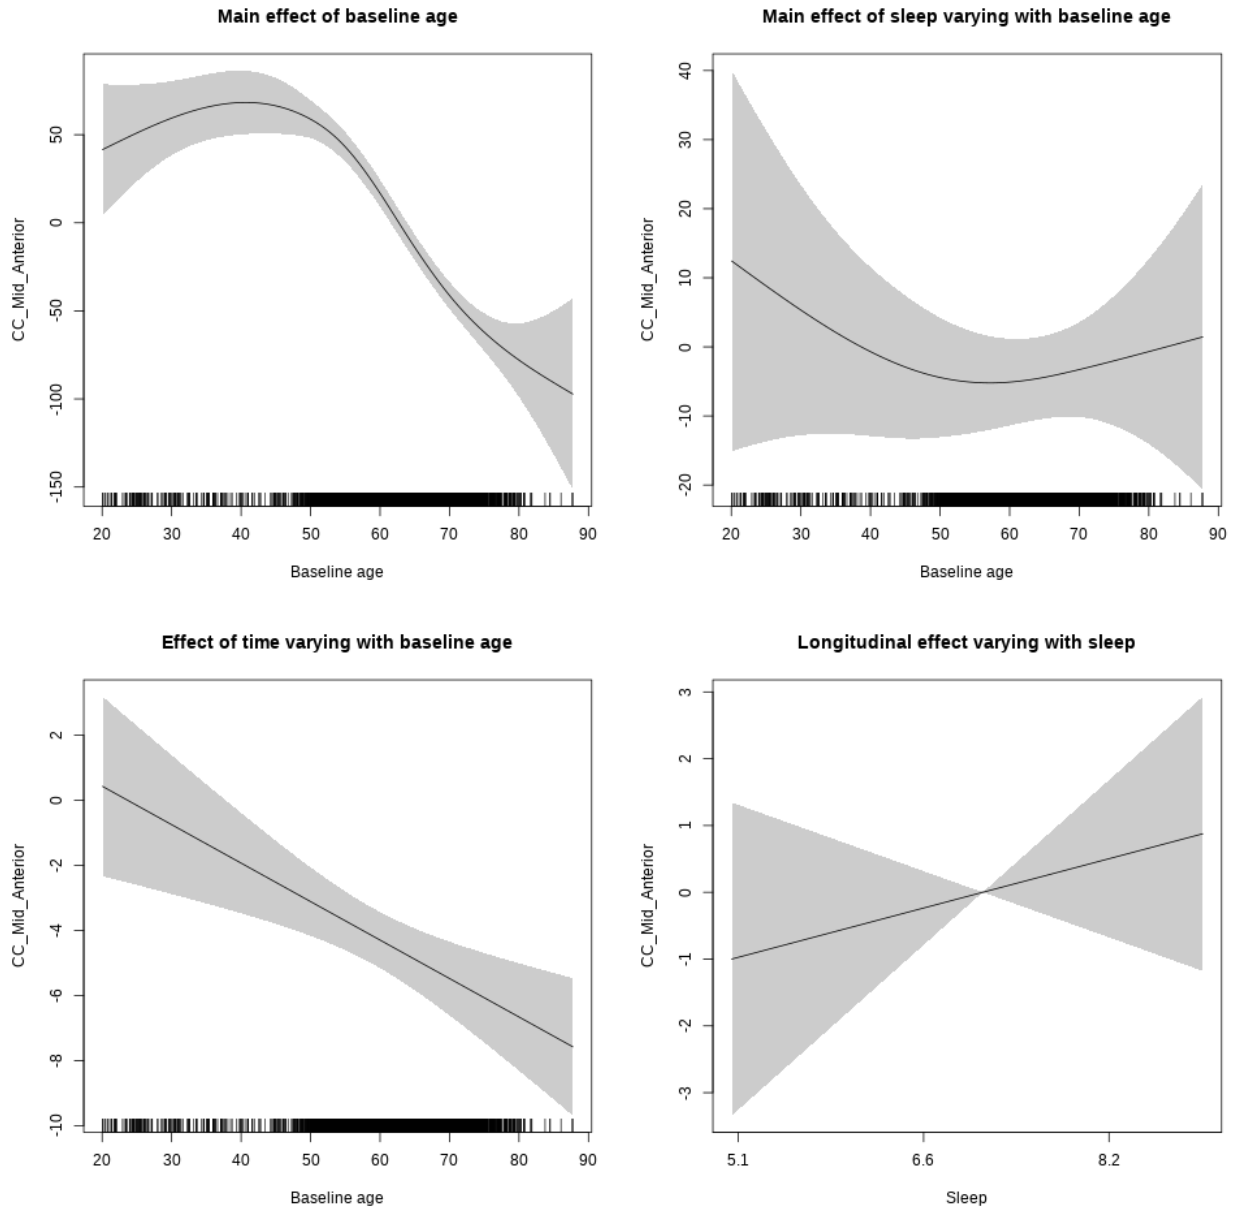 Main effect of baseline age
CC_Mid_Anterior
50
0
-50
-100
-150
20 30 40 50 60 70 80 90
Baseline age
Main effect of sleep varying with baseline age
CC_Mid_Anterior
40
30
20
10
0
-10
-20
20 30 40 50 60 70 80 90
Baseline age
Effect of time varying with baseline age
CC_Mid_Anterior
2
0
-2
-4
-6
-8
-10
20 30 40 50 60 70 80 90
Baseline age
Longitudinal effect varying with sleep
CC_Mid_Anterior
3
2
1
0
-1
-2
-3
5.1 6.6 8.2
Sleep